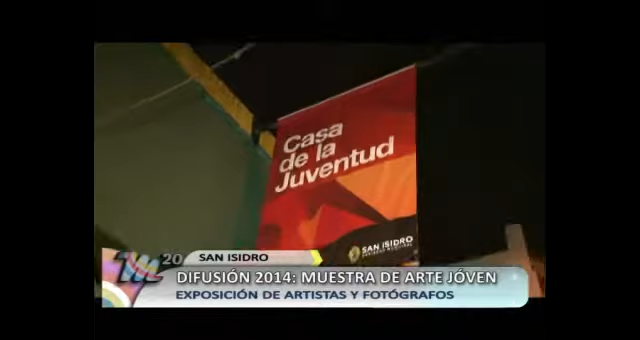 Casa
de la
Juventud
SAN ISIDRO
20
SAN ISIDRO
DIFUSIÓN 2014: MUESTRA DE ARTE JÓVEN
EXPOSICIÓN DE ARTISTAS Y FOTÓGRAFOS